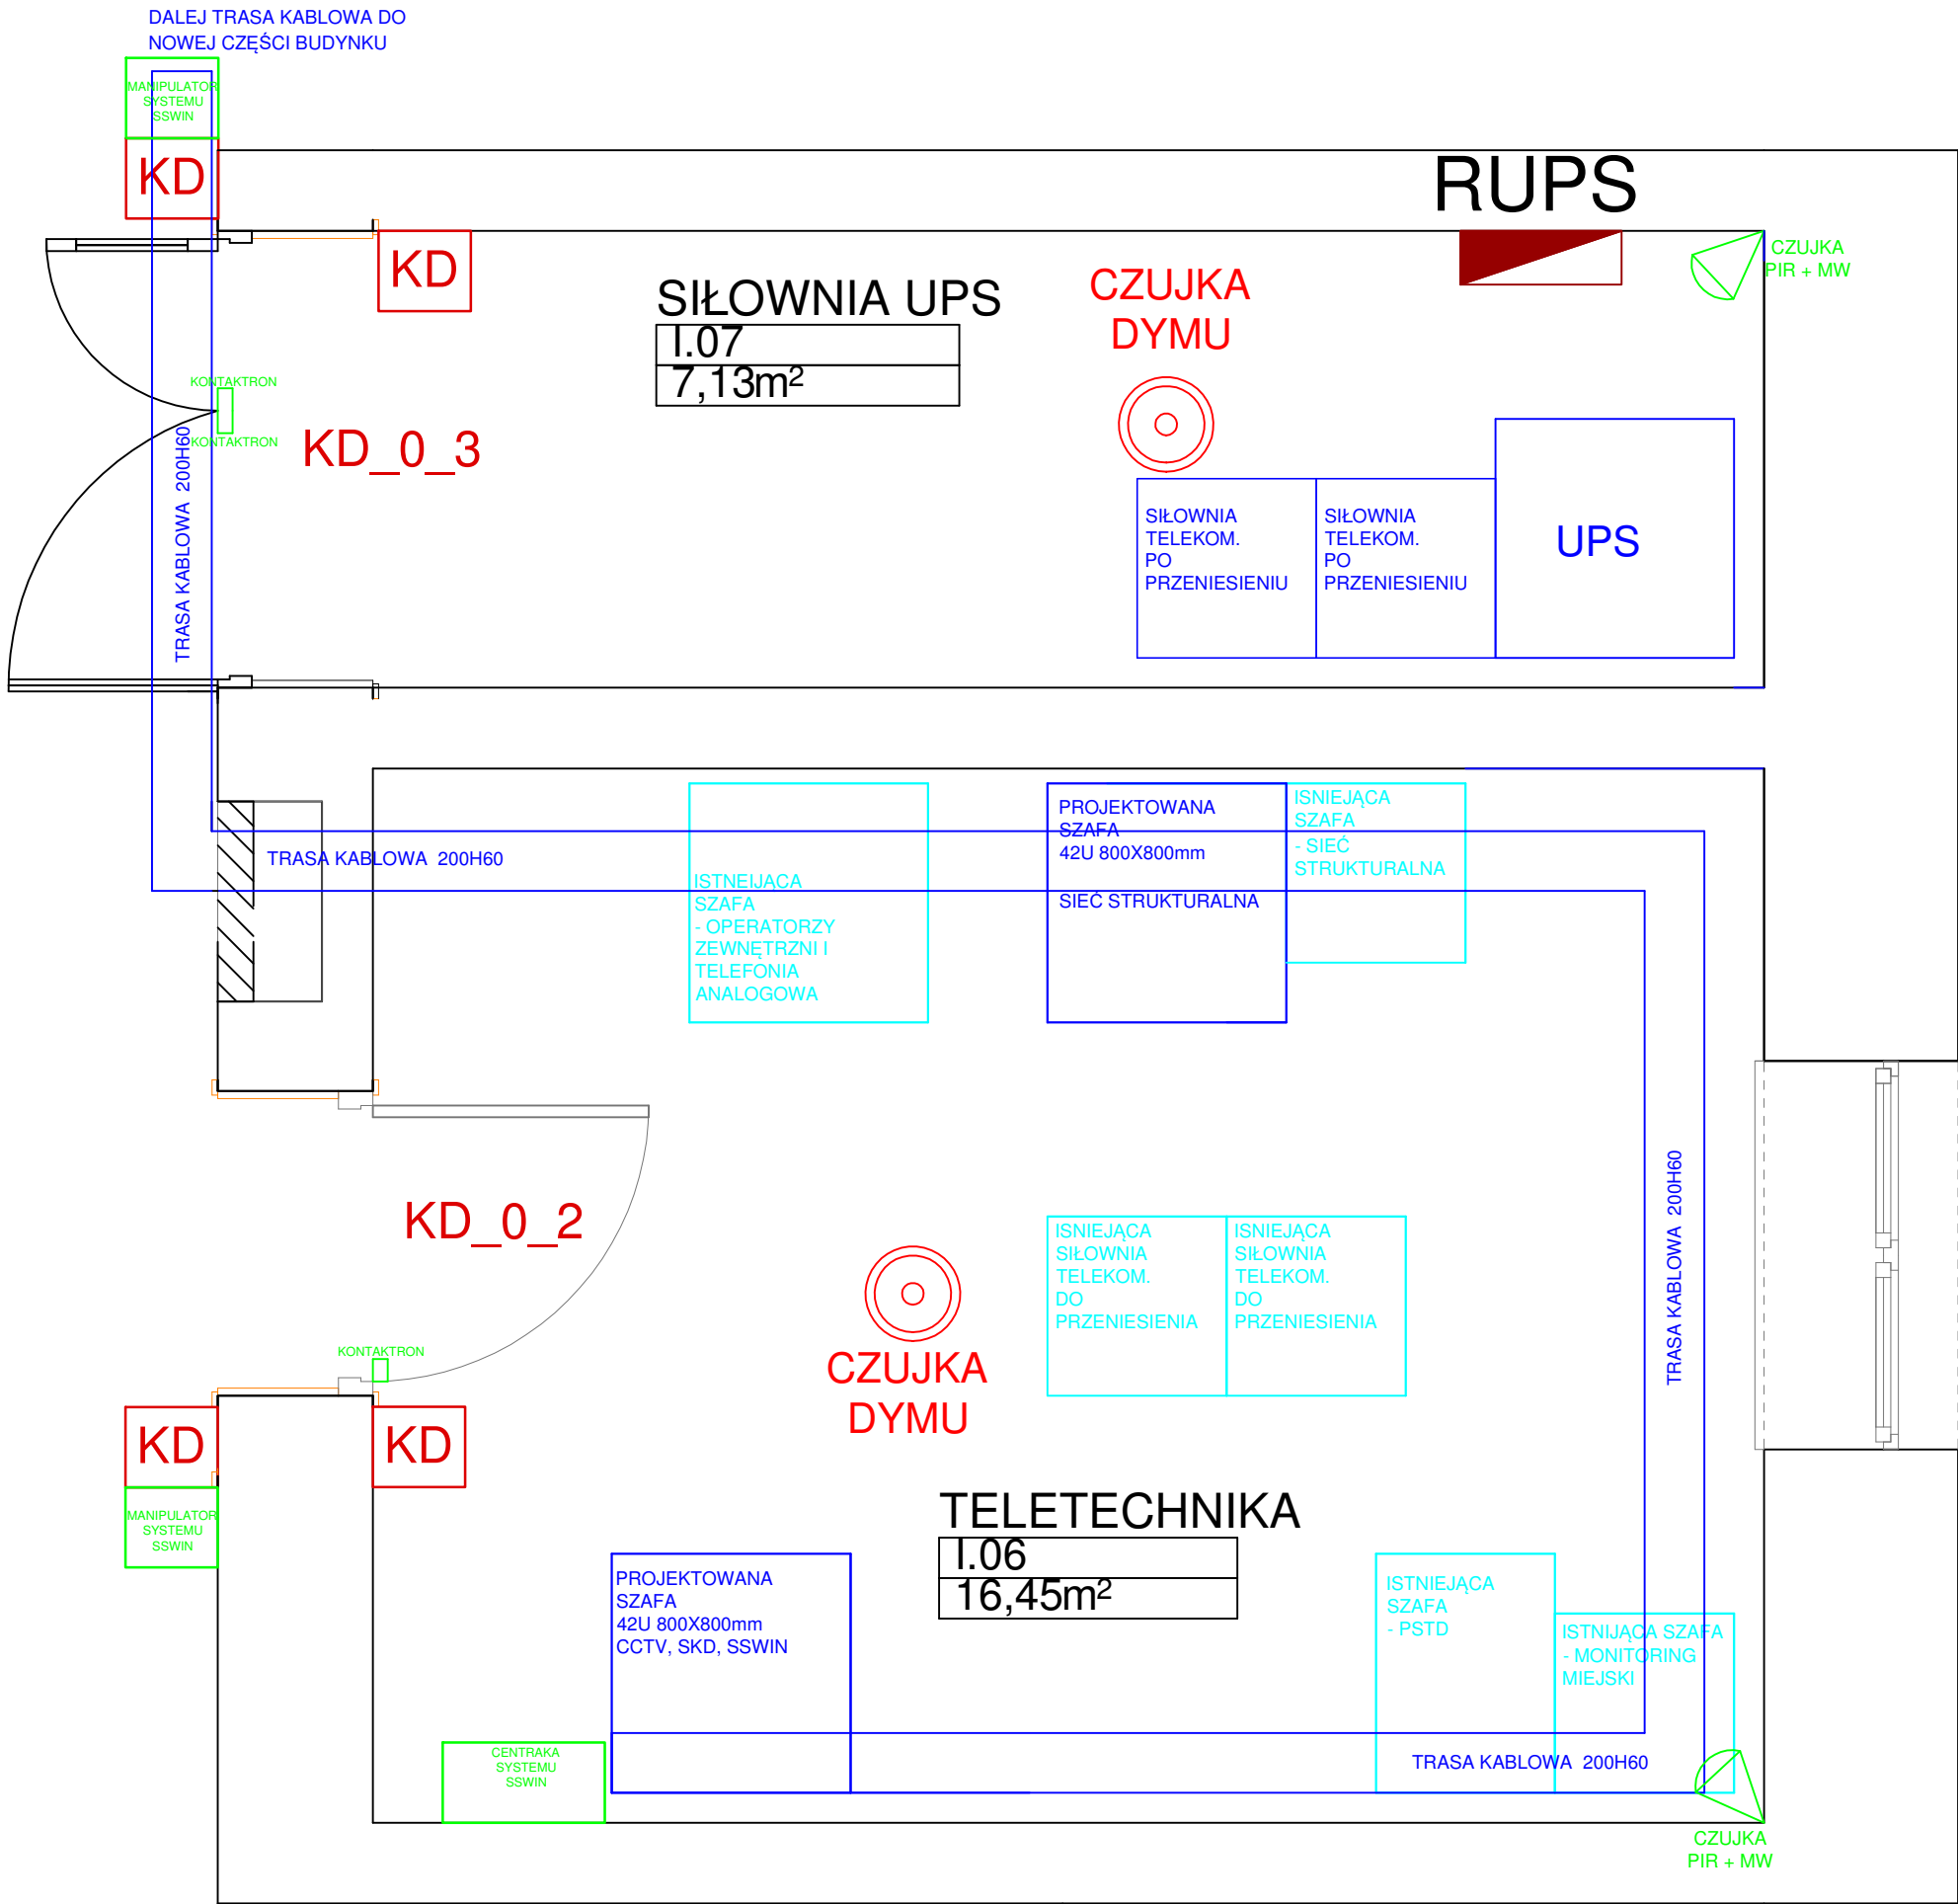 DALEJ TRASA KABLOWA DO
NOWEJ CZĘŚCI BUDYNKU
MANIPULATOR
SYSTEMU
SSWIN
KD
KD
RUPS
CZUJKA
PIR + MW
SIŁOWNIA UPS
I.07
7,13m²
CZUJKA
DYMU
KONTAKTRON
KONTAKTRON
KD_0_3
TRASA KABLOWA  200H60
SIŁOWNIA
TELEKOM.
PO
PRZENIESIENIU
SIŁOWNIA
TELEKOM.
PO
PRZENIESIENIU
UPS
TRASA KABLOWA  200H60
ISTNEIJĄCA
SZAFA
- OPERATORZY
ZEWNĘTRZNI I
TELEFONIA
ANALOGOWA
PROJEKTOWANA
SZAFA
42U 800X800mm
SIEĆ STRUKTURALNA
ISNIEJĄCA
SZAFA
- SIEĆ
STRUKTURALNA
KD_0_2
TRASA KABLOWA  200H60
ISNIEJĄCA
SIŁOWNIA
TELEKOM.
DO
PRZENIESIENIA
ISNIEJĄCA
SIŁOWNIA
TELEKOM.
DO
PRZENIESIENIA
KONTAKTRON
CZUJKA
DYMU
KD
KD
MANIPULATOR
SYSTEMU
SSWIN
TELETECHNIKA
I.06
16,45m²
PROJEKTOWANA
SZAFA
42U 800X800mm
CCTV, SKD, SSWIN
ISTNIEJĄCA
SZAFA
- PSTD
ISTNIJĄCA SZAFA
- MONITORING
MIEJSKI
CENTRAKA
SYSTEMU
SSWIN
TRASA KABLOWA  200H60
CZUJKA
PIR + MW